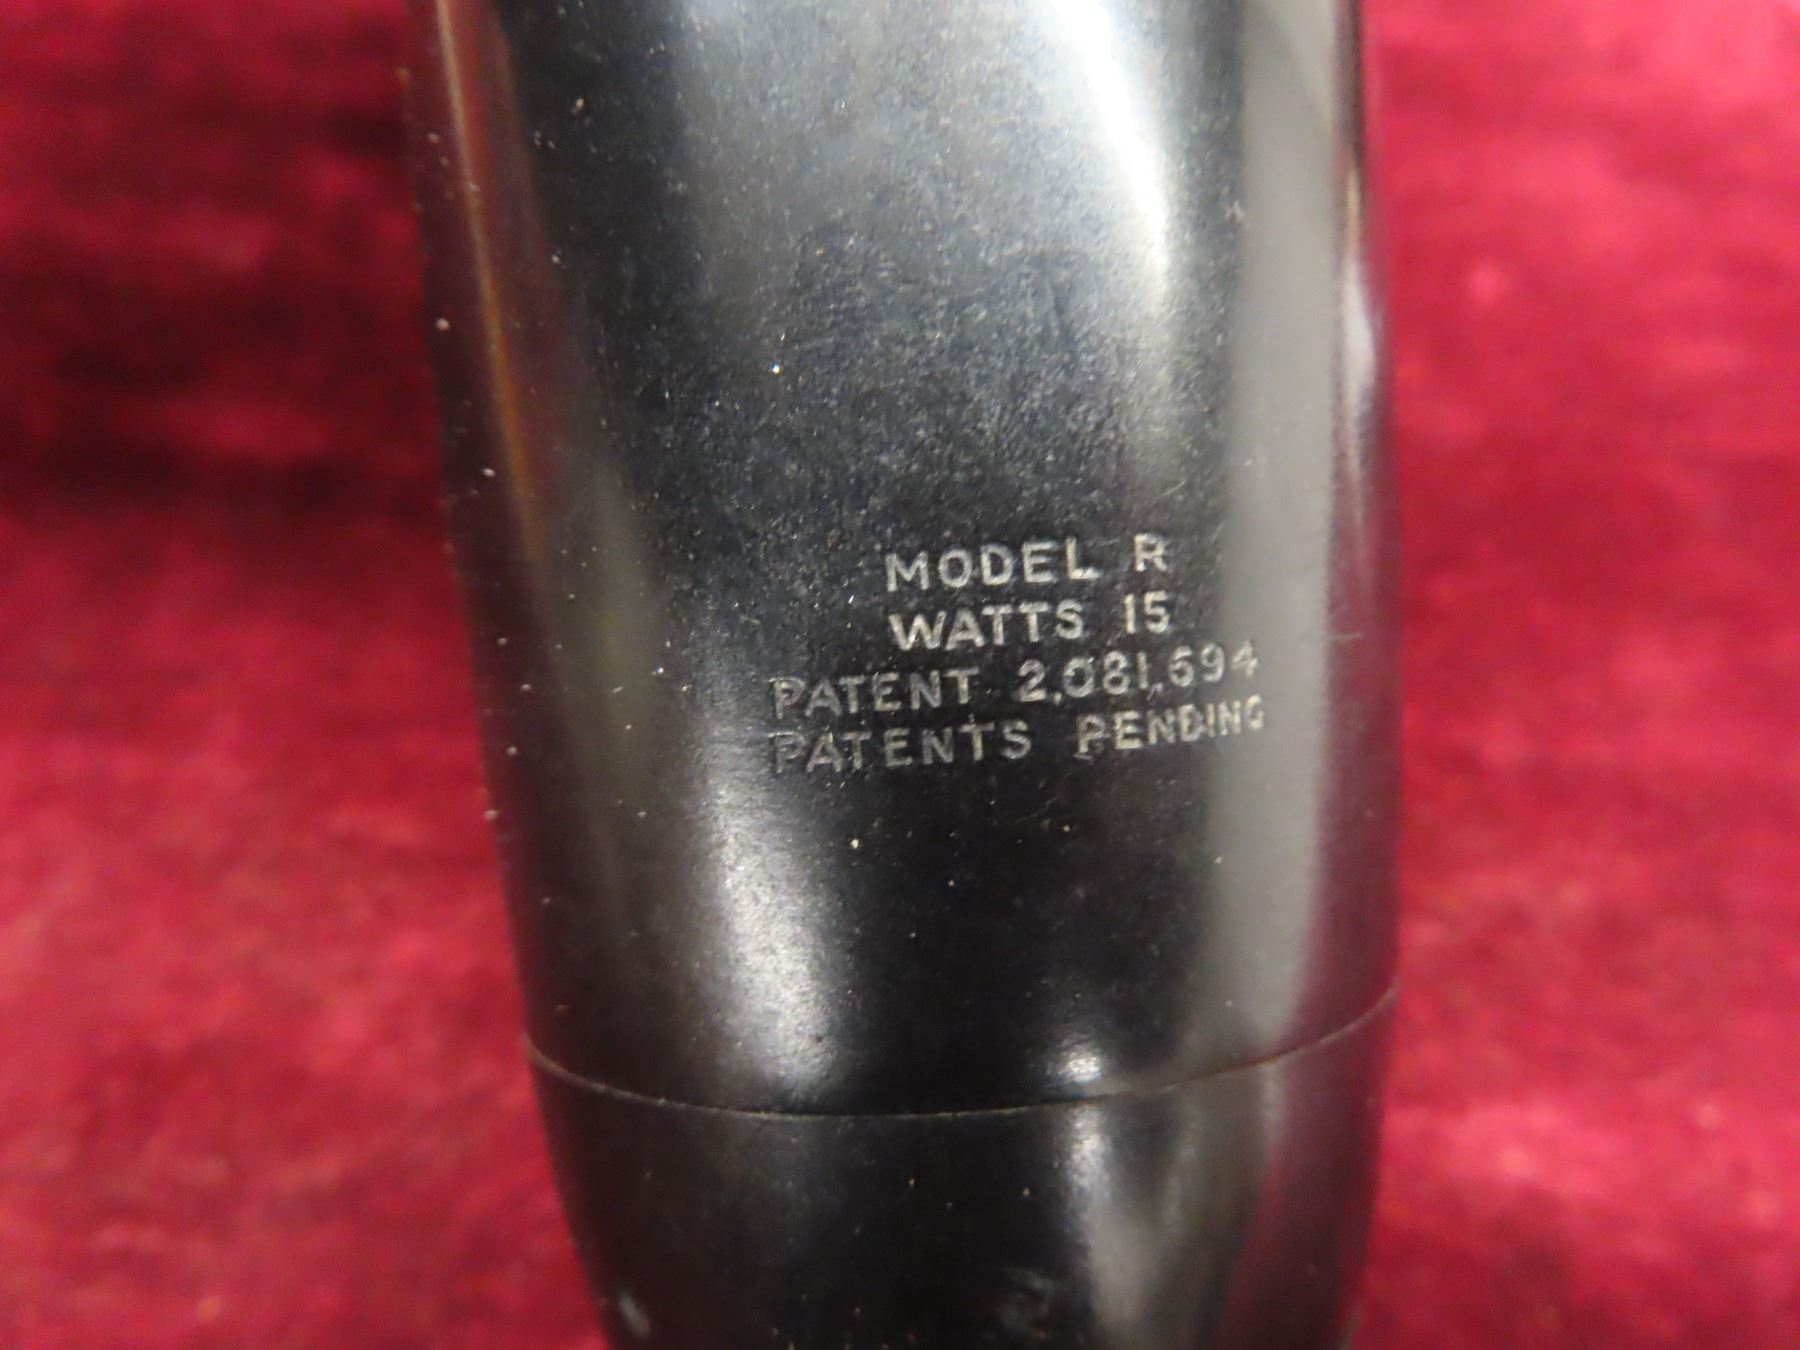 MODEL R
WATTS 15
PATENT 2,081,694
PATENTS PENDING